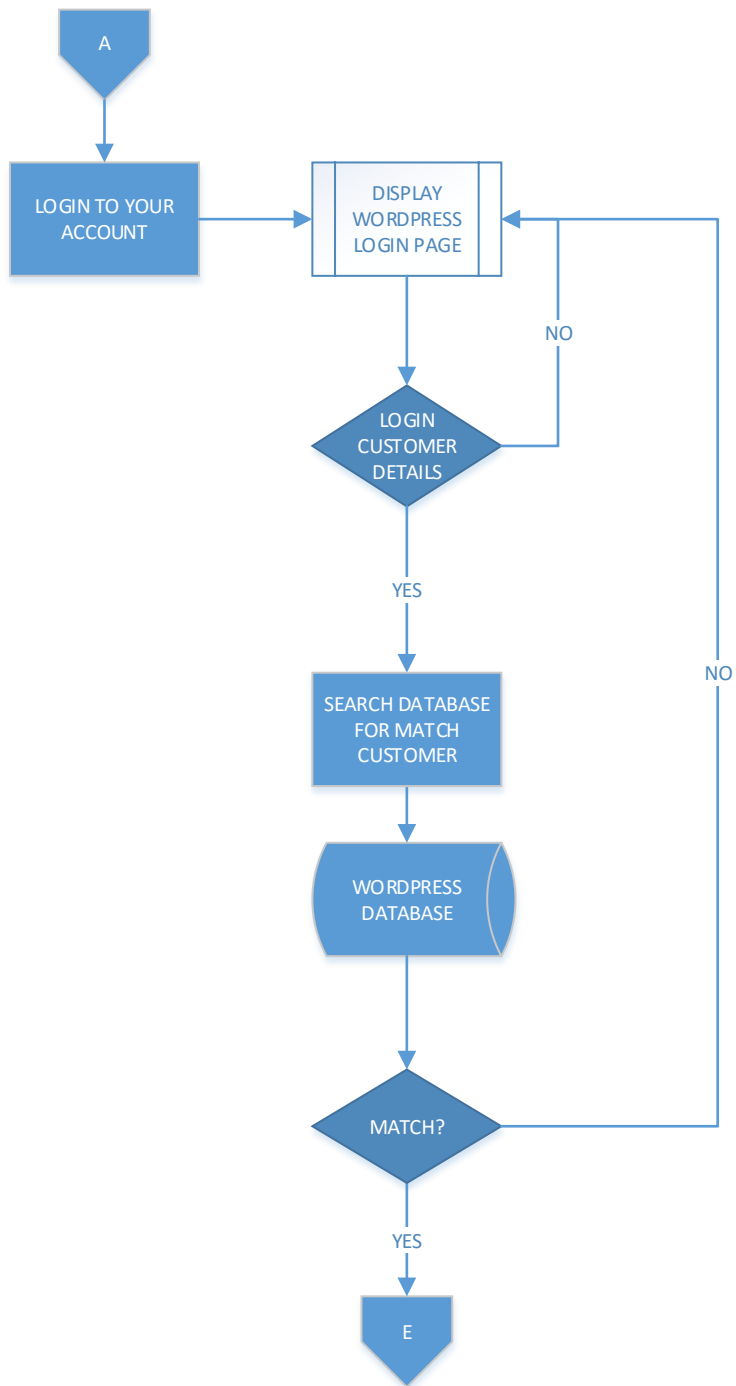 A
LOGIN TO YOUR
ACCOUNT
DISPLAY
WORDPRESS
LOGIN PAGE
NO
LOGIN
CUSTOMER
DETAILS
YES
NO
SEARCH DATABASE
FOR MATCH
CUSTOMER
WORDPRESS
DATABASE
MATCH?
YES
E